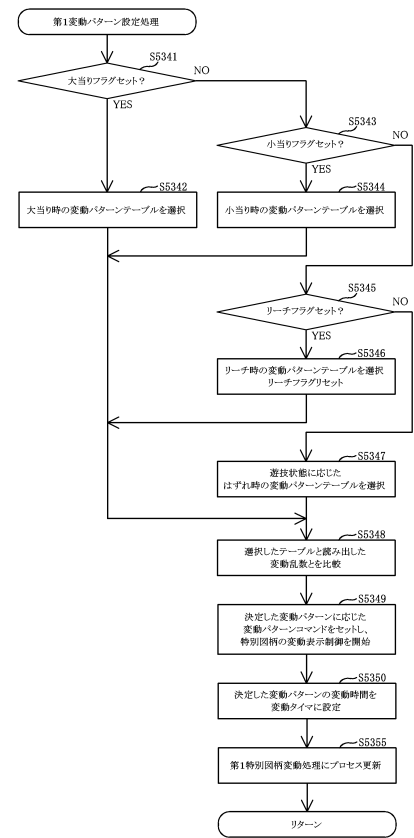 第1変動パターン設定処理
S5341
大当りフラグセット?
NO
YES
S5343
小当りフラグセット?
NO
YES
S5342
大当り時の変動パターンテーブルを選択
S5344
小当り時の変動パターンテーブルを選択
S5345
リーチフラグセット?
NO
YES
S5346
リーチ時の変動パターンテーブルを選択
リーチフラグリセット
S5347
遊技状態に応じた
はずれ時の変動パターンテーブルを選択
S5348
選択したテーブルと読み出した
変動乱数とを比較
S5349
決定した変動パターンに応じた
変動パターンコマンドをセットし、
特別図柄の変動表示制御を開始
S5350
決定した変動パターンの変動時間を
変動タイマに設定
S5355
第1特別図柄変動処理にプロセス更新
リターン